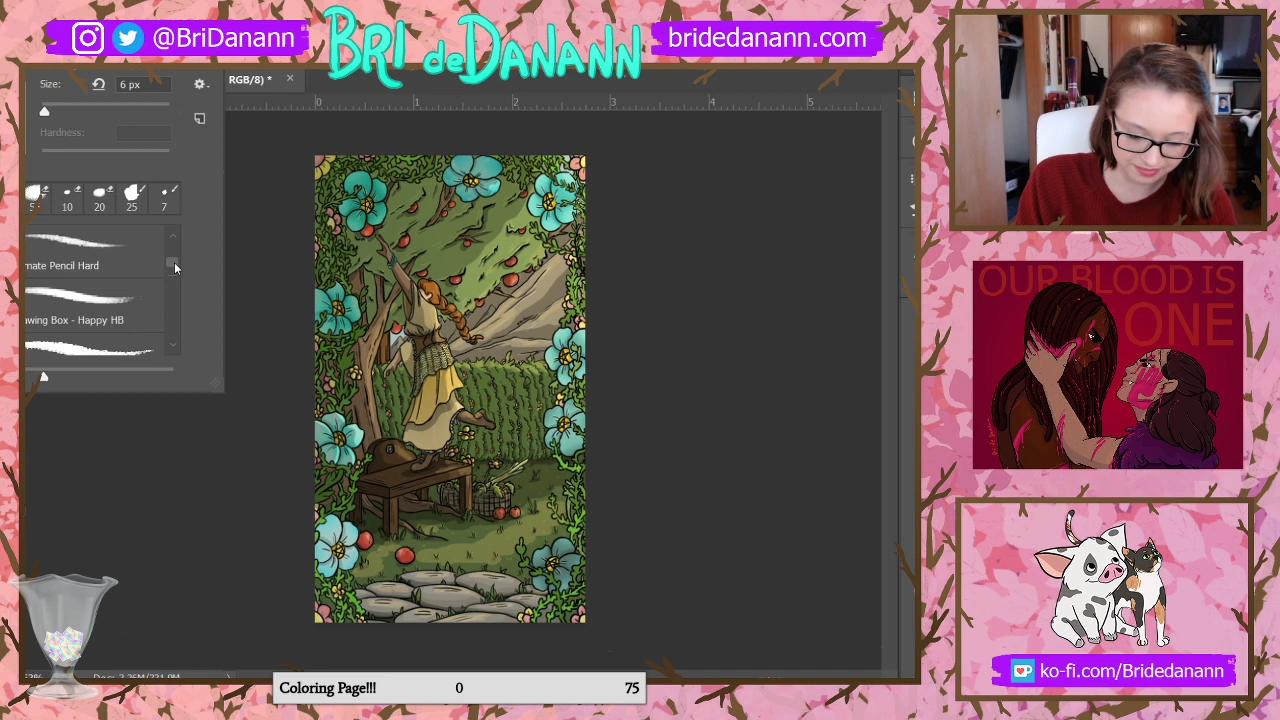 @BriDanann
BRI deDANANN
bridedanann.com
Size:
6 px
RGB/8) *
×
0 1 2 3 4 5
Hardness:
10 20 25 7
mate Pencil Hard
wing Box - Happy HB
OUR BLOOD IS
ONE
Coloring Page!!! 0 75
ko-fi.com/Bridedanann